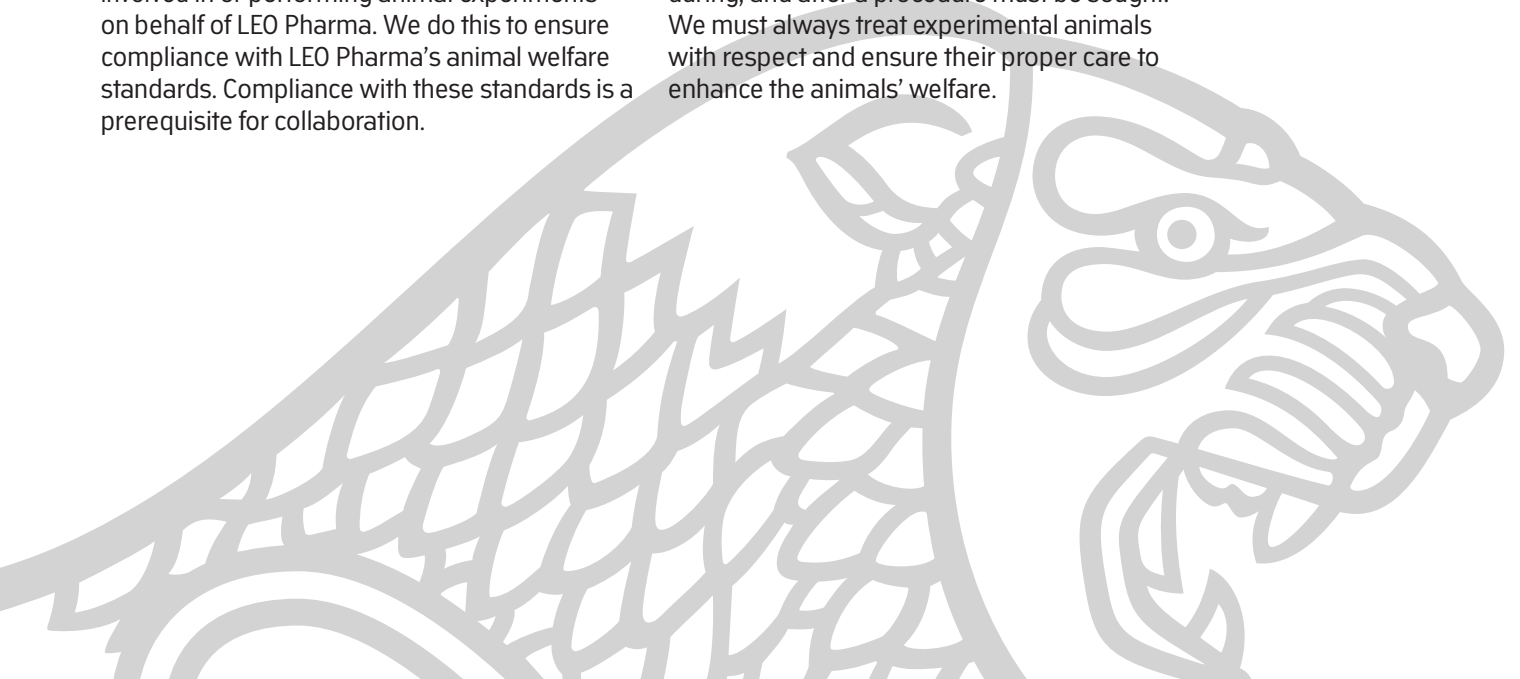 involved in or performing animal experiments
on behalf of LEO Pharma. We do this to ensure
compliance with LEO Pharma’s animal welfare
standards. Compliance with these standards is a
prerequisite for collaboration.
during, and after a procedure must be sought.
We must always treat experimental animals
with respect and ensure their proper care to
enhance the animals’ welfare.